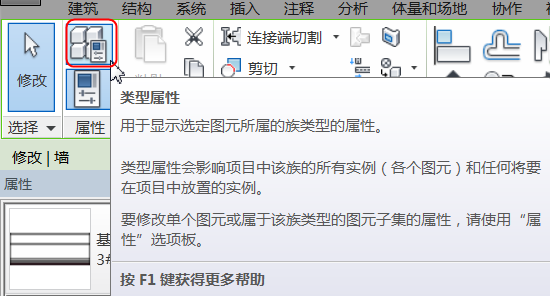 建筑 结构 系统 插入 注释 分析 体量和场地 协作
连接端切割
剪切
修改
选择 属性
修改 | 墙
属性
基
3#
类型属性
用于显示选定图元所属的族类型的属性。
类型属性会影响项目中该族的所有实例（各个图元）和任何将要
在项目中放置的实例。
要修改单个图元或属于该族类型的图元子集的属性，请使用“属
性”选项板。
按 F1 键获得更多帮助